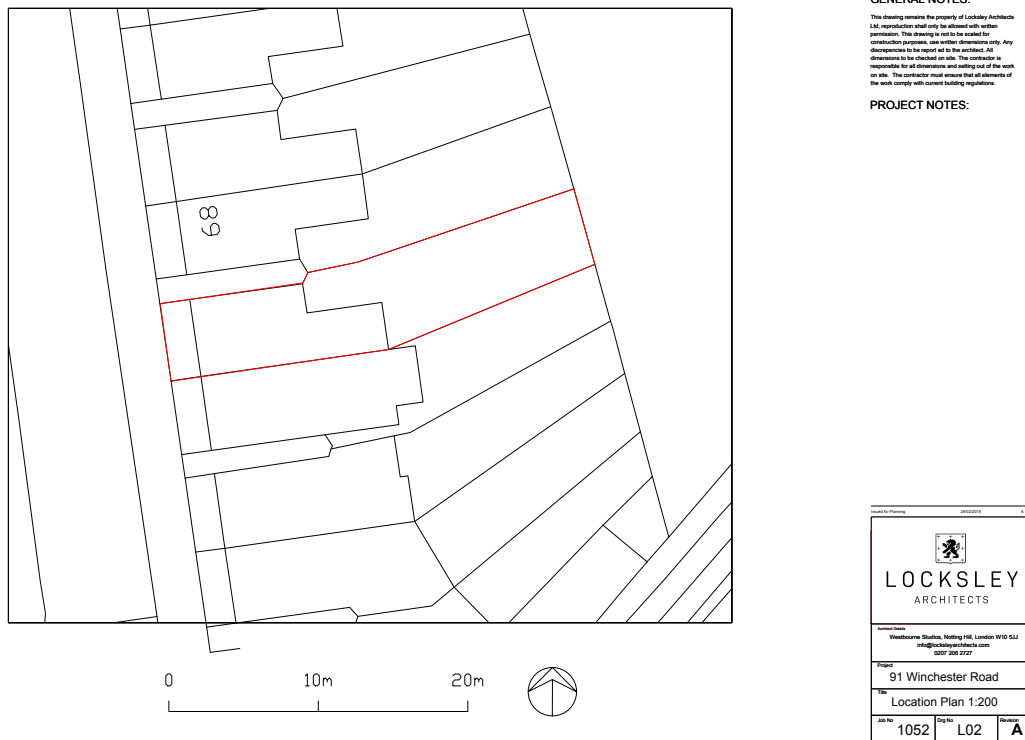 GENERAL NOTES:
This drawing remains the property of Locksley Architects
Ltd, reproduction shall only be allowed with written
permission. This drawing is not to be scaled for
construction purposes, use written dimensions only. Any
discrepencies to be report ed to the architect. All
dimensions to be checked on site. The contractor is
responsible for all dimensions and setting out of the work
on site. The contractor must ensure that all elements of
the work comply with current building regulations.
PROJECT NOTES:
89
0 10m 20m
Issued for Planning 28/02/2019 A
LOCKSLEY
ARCHITECTS
Architect Details
Westbourne Studios, Notting Hill, London W10 5JJ
info@locksleyarchitects.com
0207 206 2727
Project
91 Winchester Road
Title
Location Plan 1:200
Job No Drg No Revision
1052 L02 A